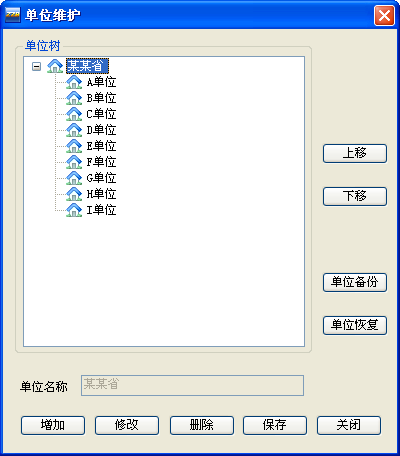 单位维护
单位树
某某省
A单位
B单位
C单位
D单位
E单位
F单位
G单位
H单位
I单位
上移
下移
单位备份
单位恢复
单位名称 某某省
增加 修改 删除 保存 关闭